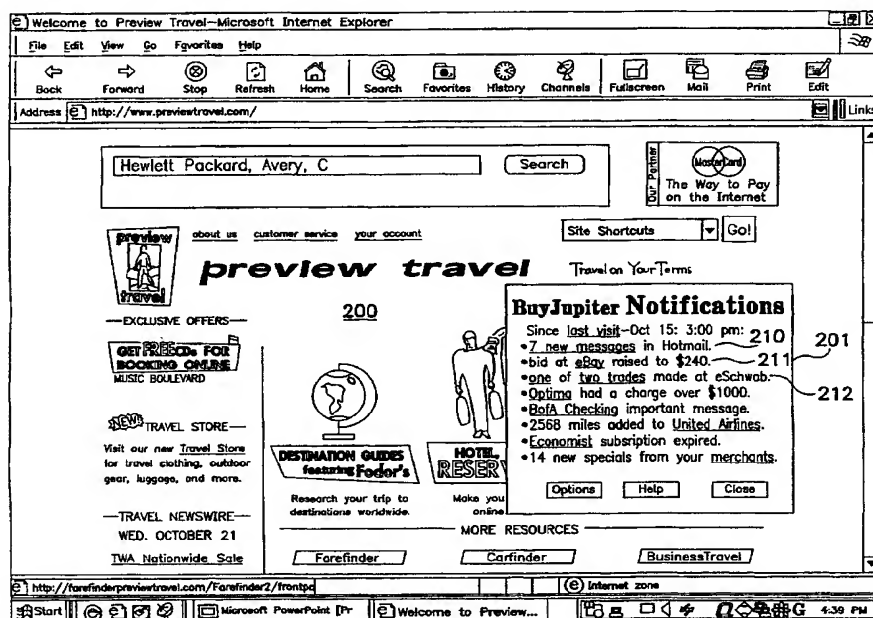 Welcome to Preview Travel-Microsoft Internet Explorer
File Edit View Go Favorites Help
Back Forward Stop Refresh Home Search Favorites History Channels Fullscreen Mail Print Edit
Address http://www.previewtravel.com/ Links
Hewlett Packard, Avery, C Search
Our Partner MasterCard
The Way to Pay
on the Internet
preview
travel
about us customer service your account
Site Shortcuts Go!
preview travel Travel on Your Terms
200
—EXCLUSIVE OFFERS—
GET FREE CDs FOR
BOOKING ONLINE
MUSIC BOULEVARD
NEW! TRAVEL STORE—
Visit our new Travel Store
for travel clothing, outdoor
gear, luggage, and more.
—TRAVEL NEWSWIRE—
WED. OCTOBER 21
TWA Nationwide Sale
DESTINATION GUIDES
featuring Fodor's
Research your trip to
destinations worldwide.
HOTEL,
RESER
Make you
online
BuyJupiter Notifications
Since last visit-Oct 15: 3:00 pm:
•7 new messages in Hotmail. 210
•bid at eBay raised to $240. 211 201
•one of two trades made at eSchwab. 212
•Optima had a charge over $1000.
•BofA Checking important message.
•2568 miles added to United Airlines.
•Economist subsription expired.
•14 new specials from your merchants.
Options Help Close
MORE RESOURCES
Farefinder Carfinder BusinessTravel
http://farefinderpreviewtravel.com/Farefinder2/frontpa Internet zone
Start Microsoft PowerPoint [Pr Welcome to Preview... G 4:39 PM